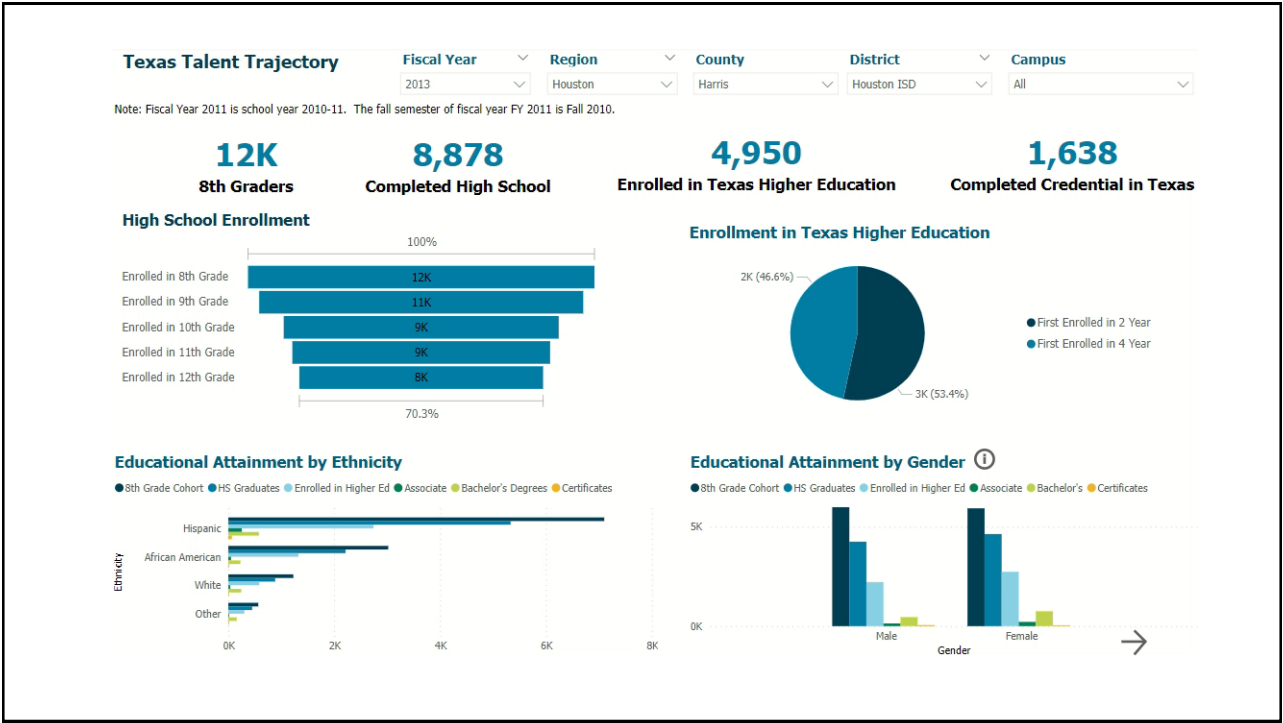 Texas Talent Trajectory
Fiscal Year
Region
County
District
Campus
2013
Houston
Harris
Houston ISD
All
Note: Fiscal Year 2011 is school year 2010-11. The fall semester of fiscal year FY 2011 is Fall 2010.
12K
8,878
4,950
1,638
8th Graders
Completed High School
Enrolled in Texas Higher Education
Completed Credential in Texas
High School Enrollment
100%
Enrolled in 8th Grade
12K
Enrolled in 9th Grade
11K
Enrolled in 10th Grade
9K
Enrolled in 11th Grade
9K
Enrolled in 12th Grade
8K
70.3%
Enrollment in Texas Higher Education
2K (46.6%)
3K (53.4%)
First Enrolled in 2 Year
First Enrolled in 4 Year
Educational Attainment by Ethnicity
8th Grade Cohort HS Graduates Enrolled in Higher Ed Associate Bachelor's Degrees Certificates
Ethnicity
Hispanic
African American
White
Other
0K 2K 4K 6K 8K
Educational Attainment by Gender
8th Grade Cohort HS Graduates Enrolled in Higher Ed Associate Bachelor's Certificates
5K
0K
Male Female
Gender